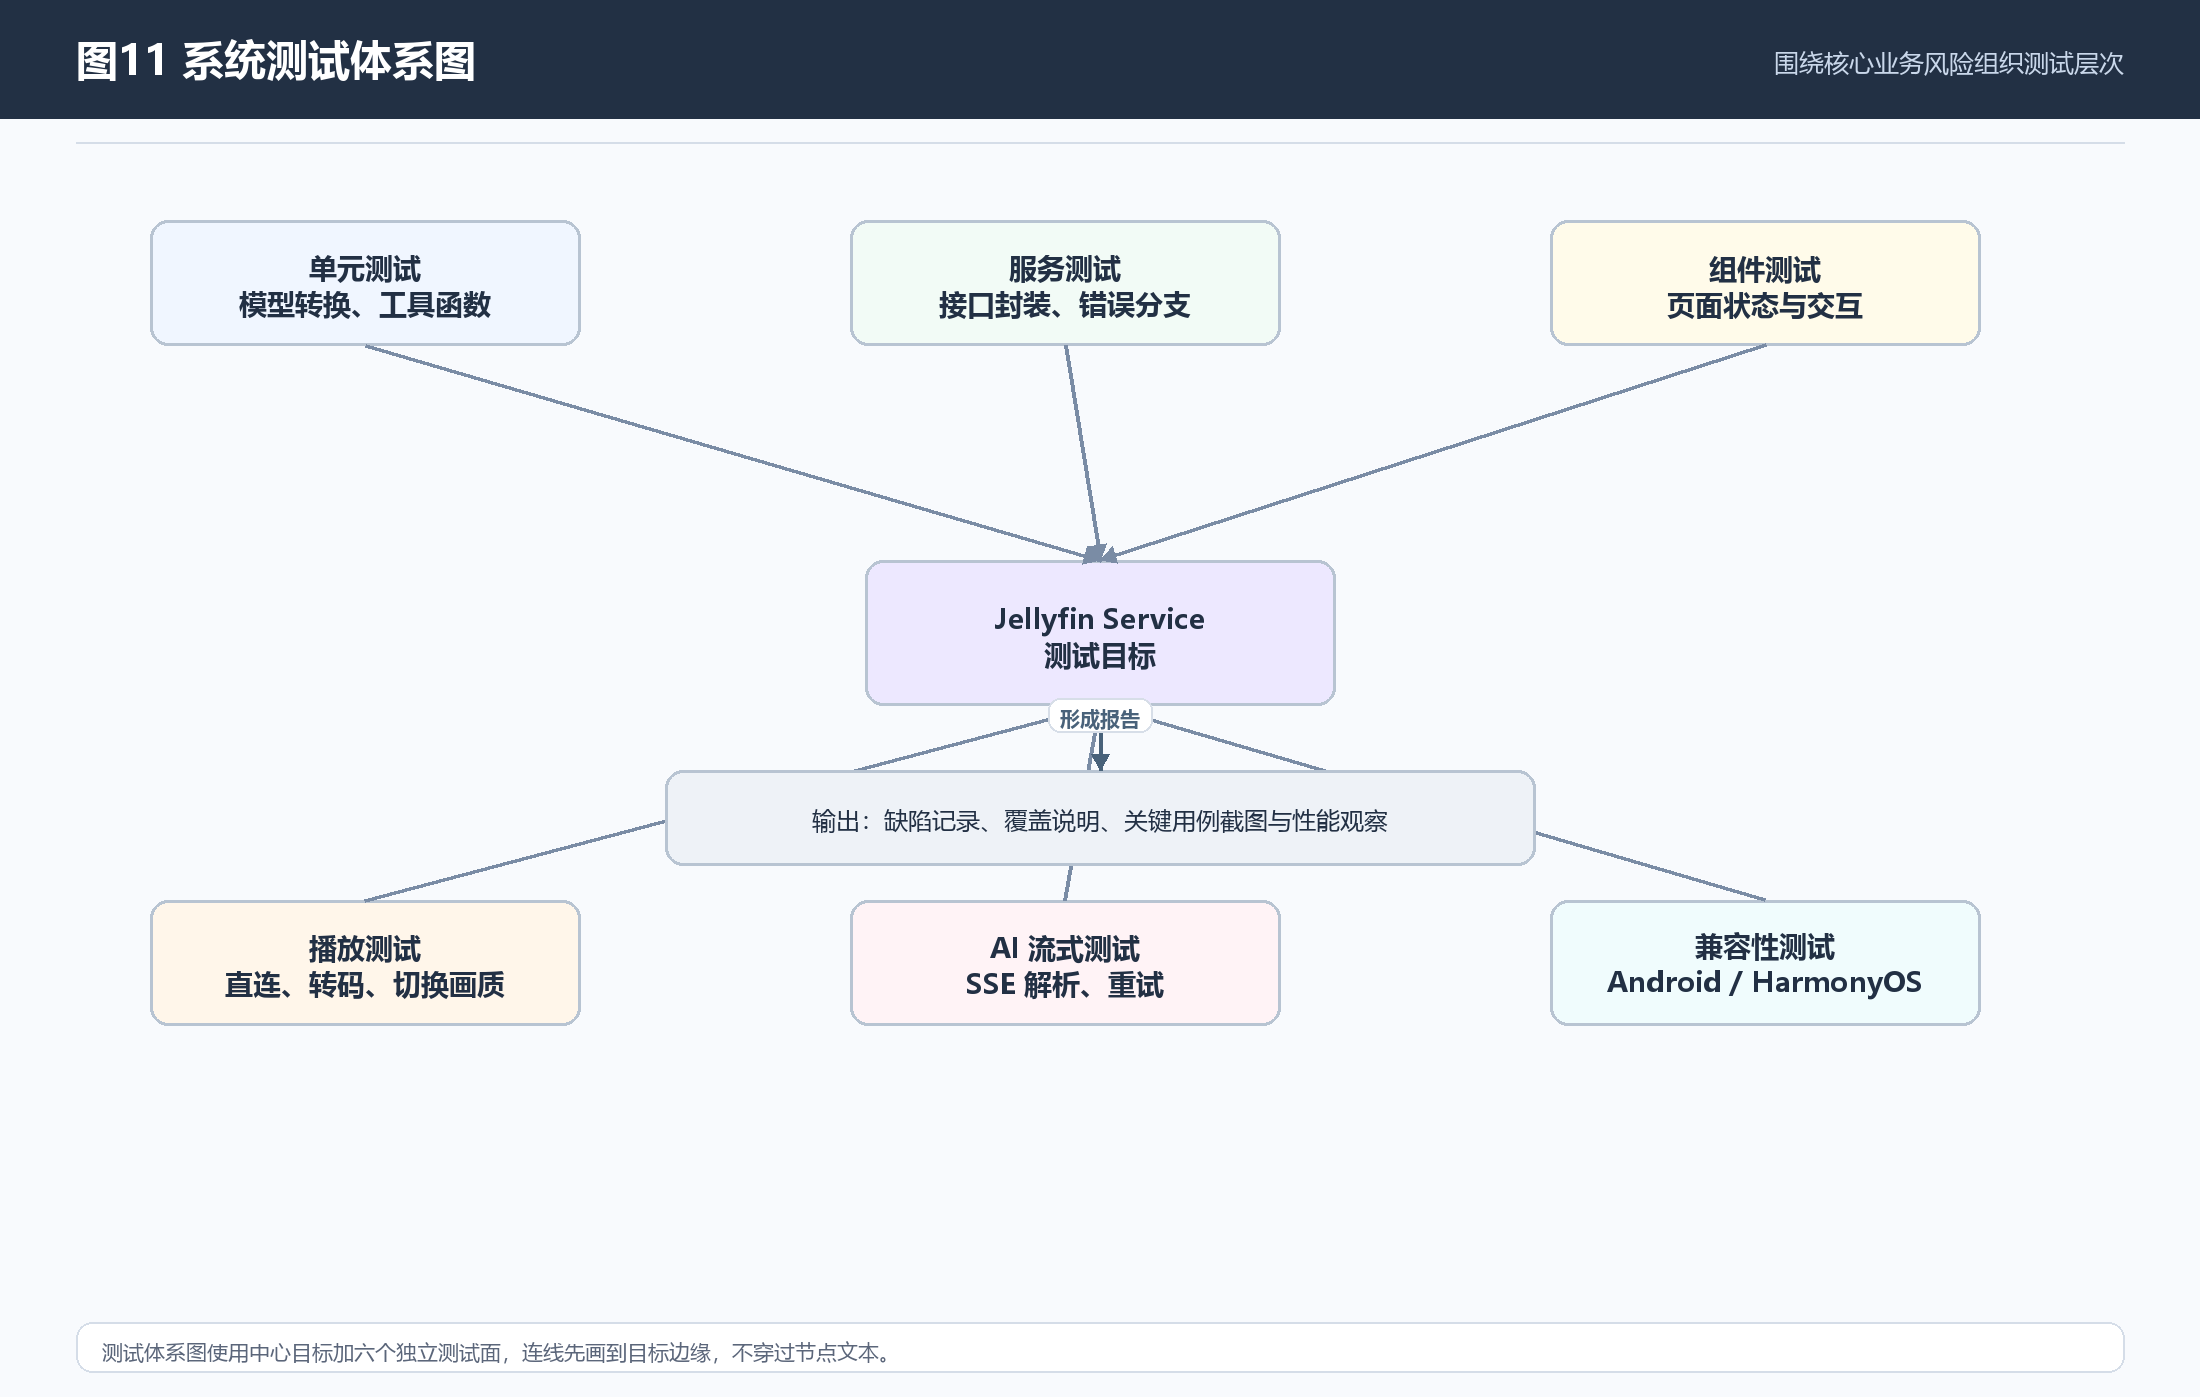 图11 系统测试体系图
围绕核心业务风险组织测试层次
单元测试
模型转换、工具函数
服务测试
接口封装、错误分支
组件测试
页面状态与交互
Jellyfin Service
测试目标
形成报告
输出：缺陷记录、覆盖说明、关键用例截图与性能观察
播放测试
直连、转码、切换画质
AI 流式测试
SSE 解析、重试
兼容性测试
Android / HarmonyOS
测试体系图使用中心目标加六个独立测试面，连线先画到目标边缘，不穿过节点文本。